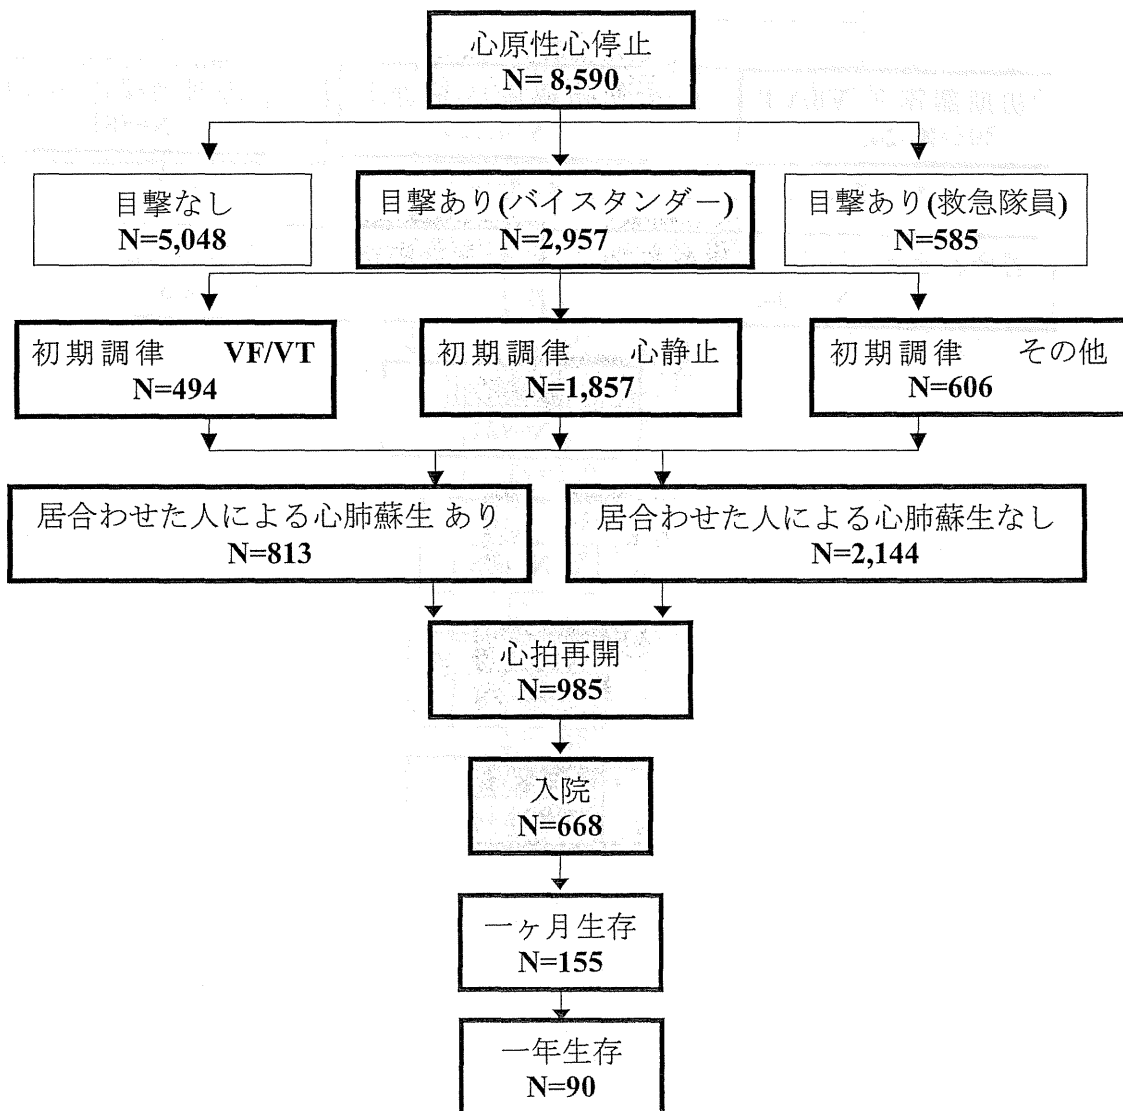 心原性心停止
N= 8,590
目撃なし
N=5,048
目撃あり(バイスタンダー)
N=2,957
目撃あり(救急隊員)
N=585
初期調律 VF/VT
N=494
初期調律 心静止
N=1,857
初期調律 その他
N=606
居合わせた人による心肺蘇生 あり
N=813
居合わせた人による心肺蘇生なし
N=2,144
心拍再開
N=985
入院
N=668
一ヶ月生存
N=155
一年生存
N=90